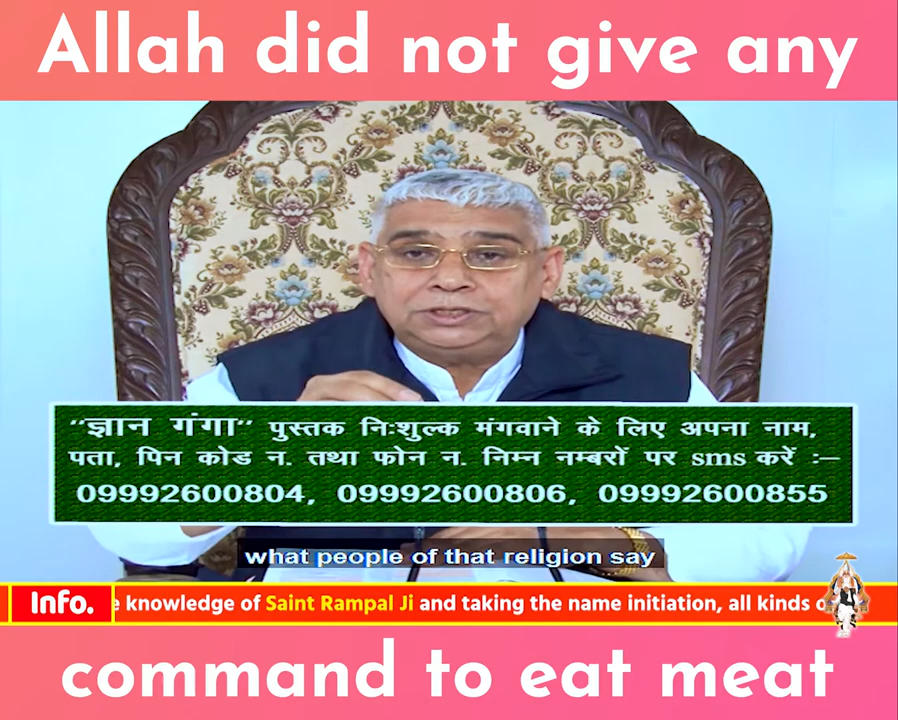 Allah did not give any
“ज्ञान गंगा” पुस्तक निःशुल्क मंगवाने के लिए अपना नाम,
पता, पिन कोड न. तथा फोन न. निम्न नम्बरों पर sms करें :–
09992600804, 09992600806, 09992600855
what people of that religion say
Info.
e knowledge of Saint Rampal Ji and taking the name initiation, all kinds o
command to eat meat